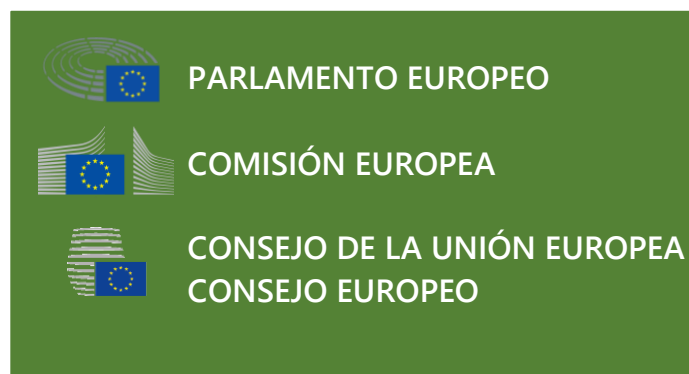 PARLAMENTO EUROPEO
COMISIÓN EUROPEA
CONSEJO DE LA UNIÓN EUROPEA
CONSEJO EUROPEO